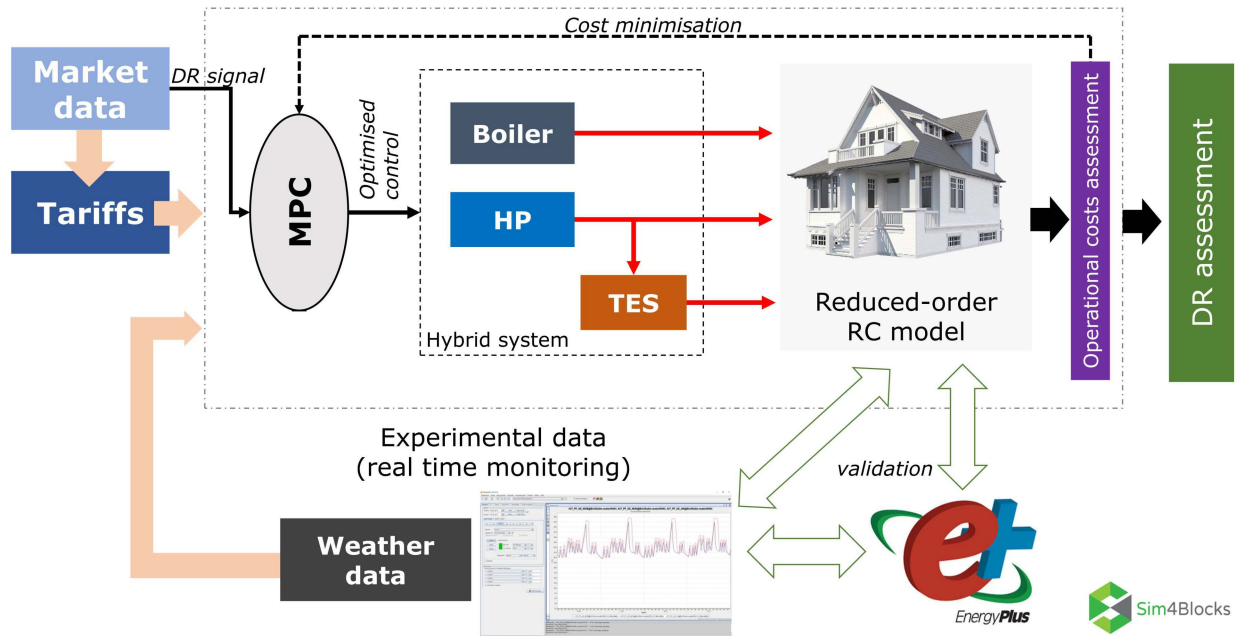 Cost minimisation
Market
data
DR signal
Tariffs
MPC
Optimised
control
Boiler
HP
TES
Hybrid system
Reduced-order
RC model
Operational costs assessment
DR assessment
Experimental data
(real time monitoring)
validation
Weather
data
e+
EnergyPlus
Sim4Blocks